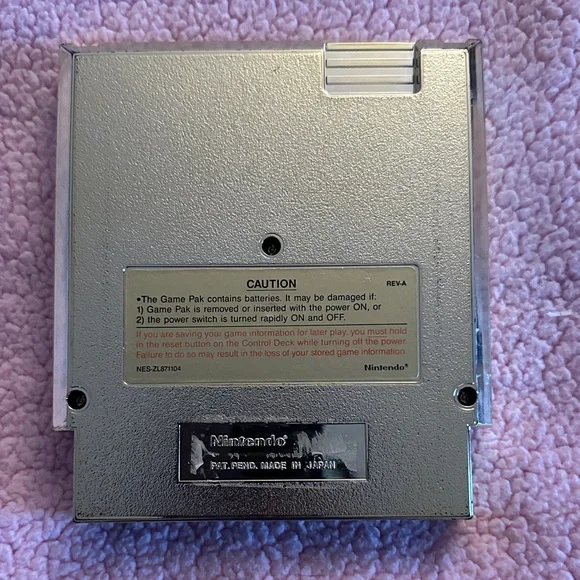 CAUTION REV-A
•The Game Pak contains batteries. It may be damaged if:
1) Game Pak is removed or inserted with the power ON, or
2) the power switch is turned rapidly ON and OFF.
If you are saving your game information for later play, you must hold
in the reset button on the Control Deck while turning off the power.
Failure to do so may result in the loss of your stored game information
NES-ZL871104 Nintendo®
Nintendo®
PAT. PEND. MADE IN JAPAN